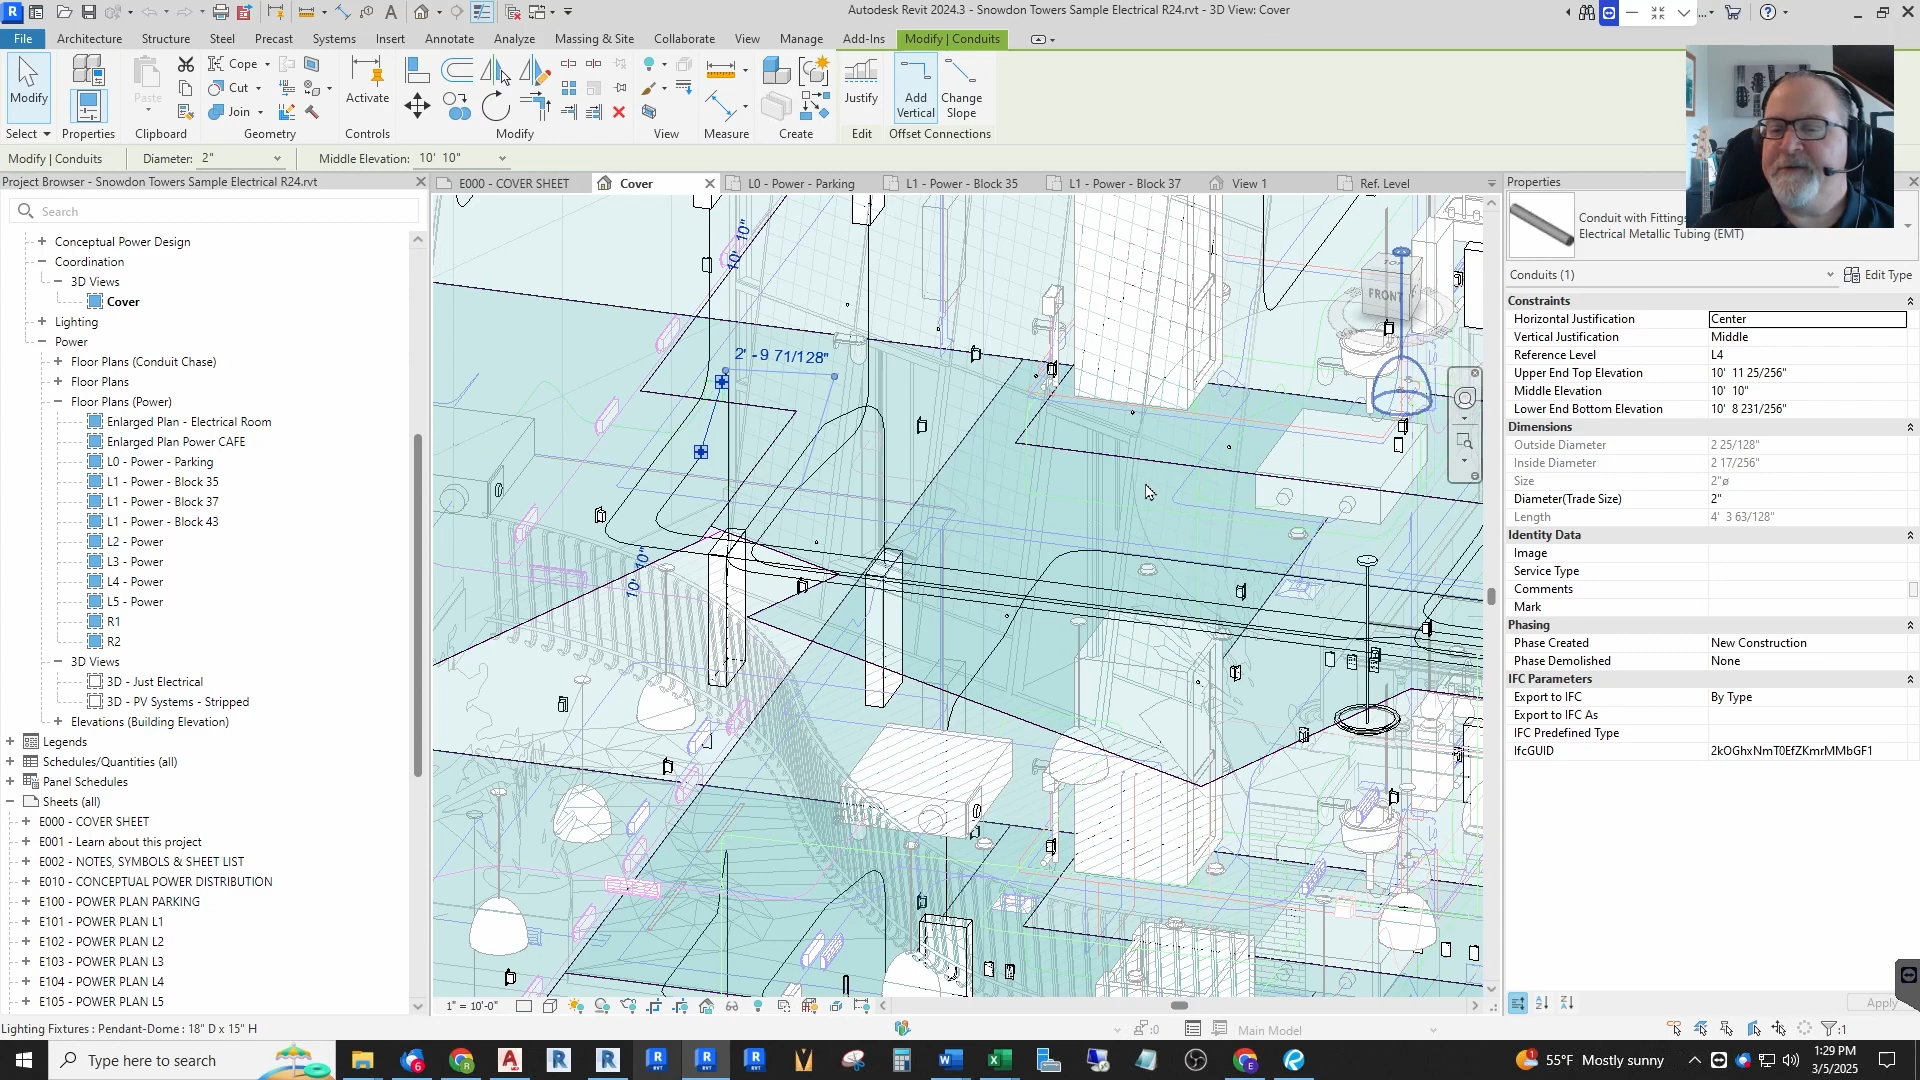 Autodesk Revit 2024.3 - Snowdon Towers Sample Electrical R24.rvt - 3D View: Cover
File
Architecture
Structure
Steel
Precast
Systems
Insert
Annotate
Analyze
Massing & Site
Collaborate
View
Manage
Add-Ins
Modify | Conduits
Modify
Paste
Cope
Cut
Join
Activate
Justify
Add Vertical
Change Slope
Select
Properties
Clipboard
Geometry
Controls
Modify
View
Measure
Create
Edit
Offset Connections
Modify | Conduits
Diameter: 2"
Middle Elevation: 10' 10"
Project Browser - Snowdon Towers Sample Electrical R24.rvt
Search
Conceptual Power Design
Coordination
3D Views
Cover
Lighting
Power
Floor Plans (Conduit Chase)
Floor Plans
Floor Plans (Power)
Enlarged Plan - Electrical Room
Enlarged Plan Power CAFE
L0 - Power - Parking
L1 - Power - Block 35
L1 - Power - Block 37
L1 - Power - Block 43
L2 - Power
L3 - Power
L4 - Power
L5 - Power
R1
R2
3D Views
3D - Just Electrical
3D - PV Systems - Stripped
Elevations (Building Elevation)
Legends
Schedules/Quantities (all)
Panel Schedules
Sheets (all)
E000 - COVER SHEET
E001 - Learn about this project
E002 - NOTES, SYMBOLS & SHEET LIST
E010 - CONCEPTUAL POWER DISTRIBUTION
E100 - POWER PLAN PARKING
E101 - POWER PLAN L1
E102 - POWER PLAN L2
E103 - POWER PLAN L3
E104 - POWER PLAN L4
E105 - POWER PLAN L5
E000 - COVER SHEET
Cover
L0 - Power - Parking
L1 - Power - Block 35
L1 - Power - Block 37
View 1
Ref. Level
10' 10"
2' - 9 71/128"
10' 10"
FRONT
1" = 10'-0"
Properties
Conduit with Fittings
Electrical Metallic Tubing (EMT)
Conduits (1)
Edit Type
Constraints
Horizontal Justification Center
Vertical Justification Middle
Reference Level L4
Upper End Top Elevation 10' 11 25/256"
Middle Elevation 10' 10"
Lower End Bottom Elevation 10' 8 231/256"
Dimensions
Outside Diameter 2 25/128"
Inside Diameter 2 17/256"
Size 2"ø
Diameter(Trade Size) 2"
Length 4' 3 63/128"
Identity Data
Image
Service Type
Comments
Mark
Phasing
Phase Created New Construction
Phase Demolished None
IFC Parameters
Export to IFC By Type
Export to IFC As
IFC Predefined Type
IfcGUID 2kOGhxNmT0EfZKmrMMbGF1
Apply
Lighting Fixtures : Pendant-Dome : 18" D x 15" H
:0
Main Model
:1
Type here to search
55°F Mostly sunny
1:29 PM
3/5/2025